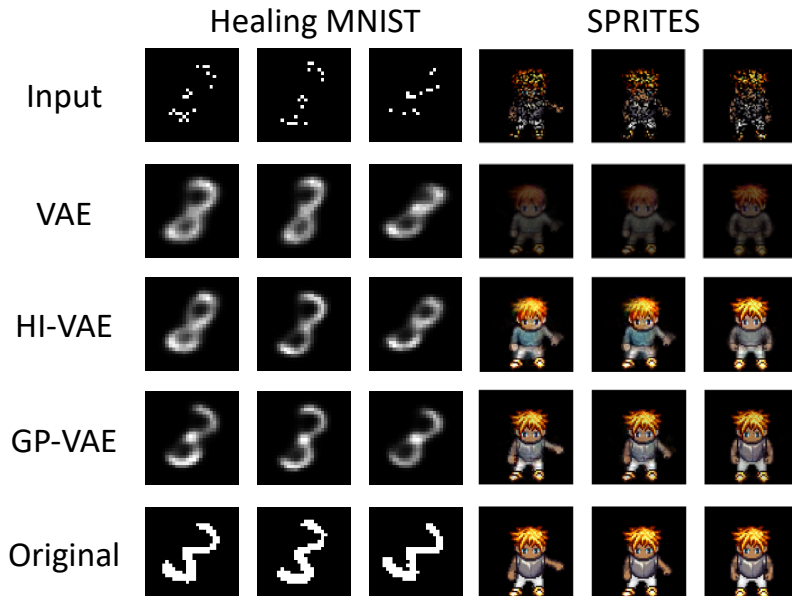 Healing MNIST SPRITES
Input
VAE
HI-VAE
GP-VAE
Original